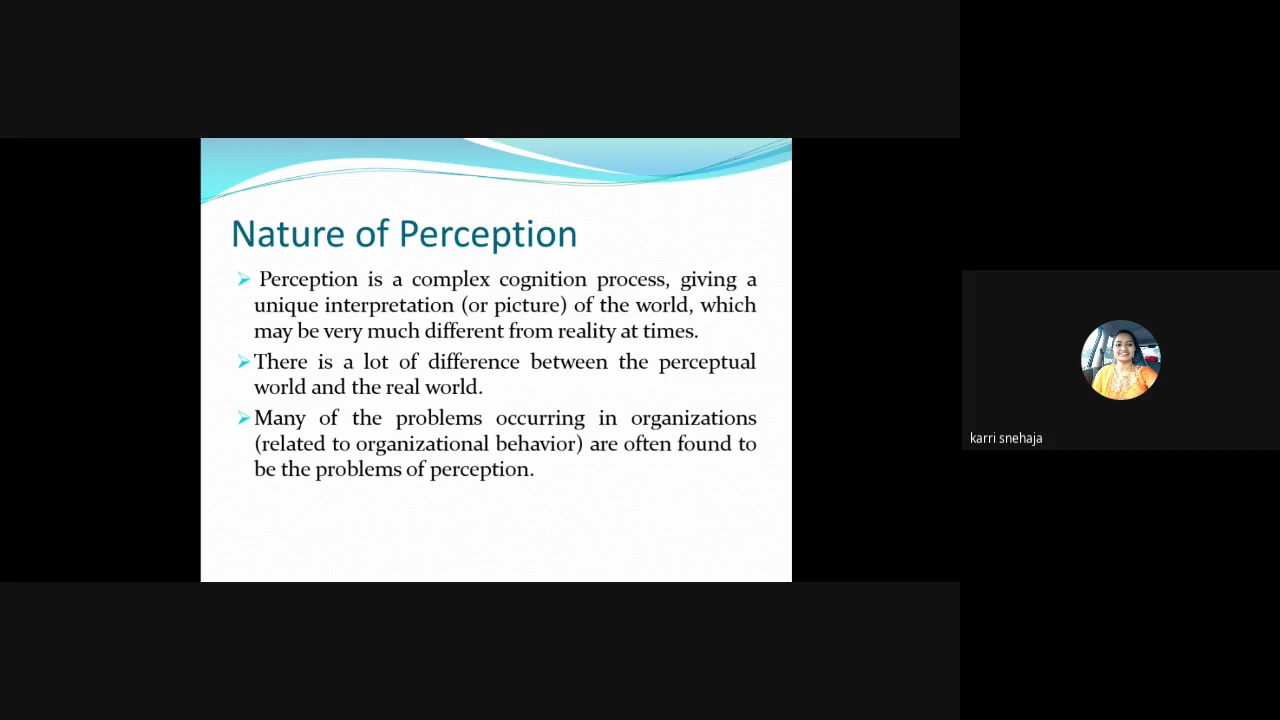 Nature of Perception
Perception is a complex cognition process, giving a
unique interpretation (or picture) of the world, which
may be very much different from reality at times.
There is a lot of difference between the perceptual
world and the real world.
Many of the problems occurring in organizations
(related to organizational behavior) are often found to
be the problems of perception.
karri snehaja